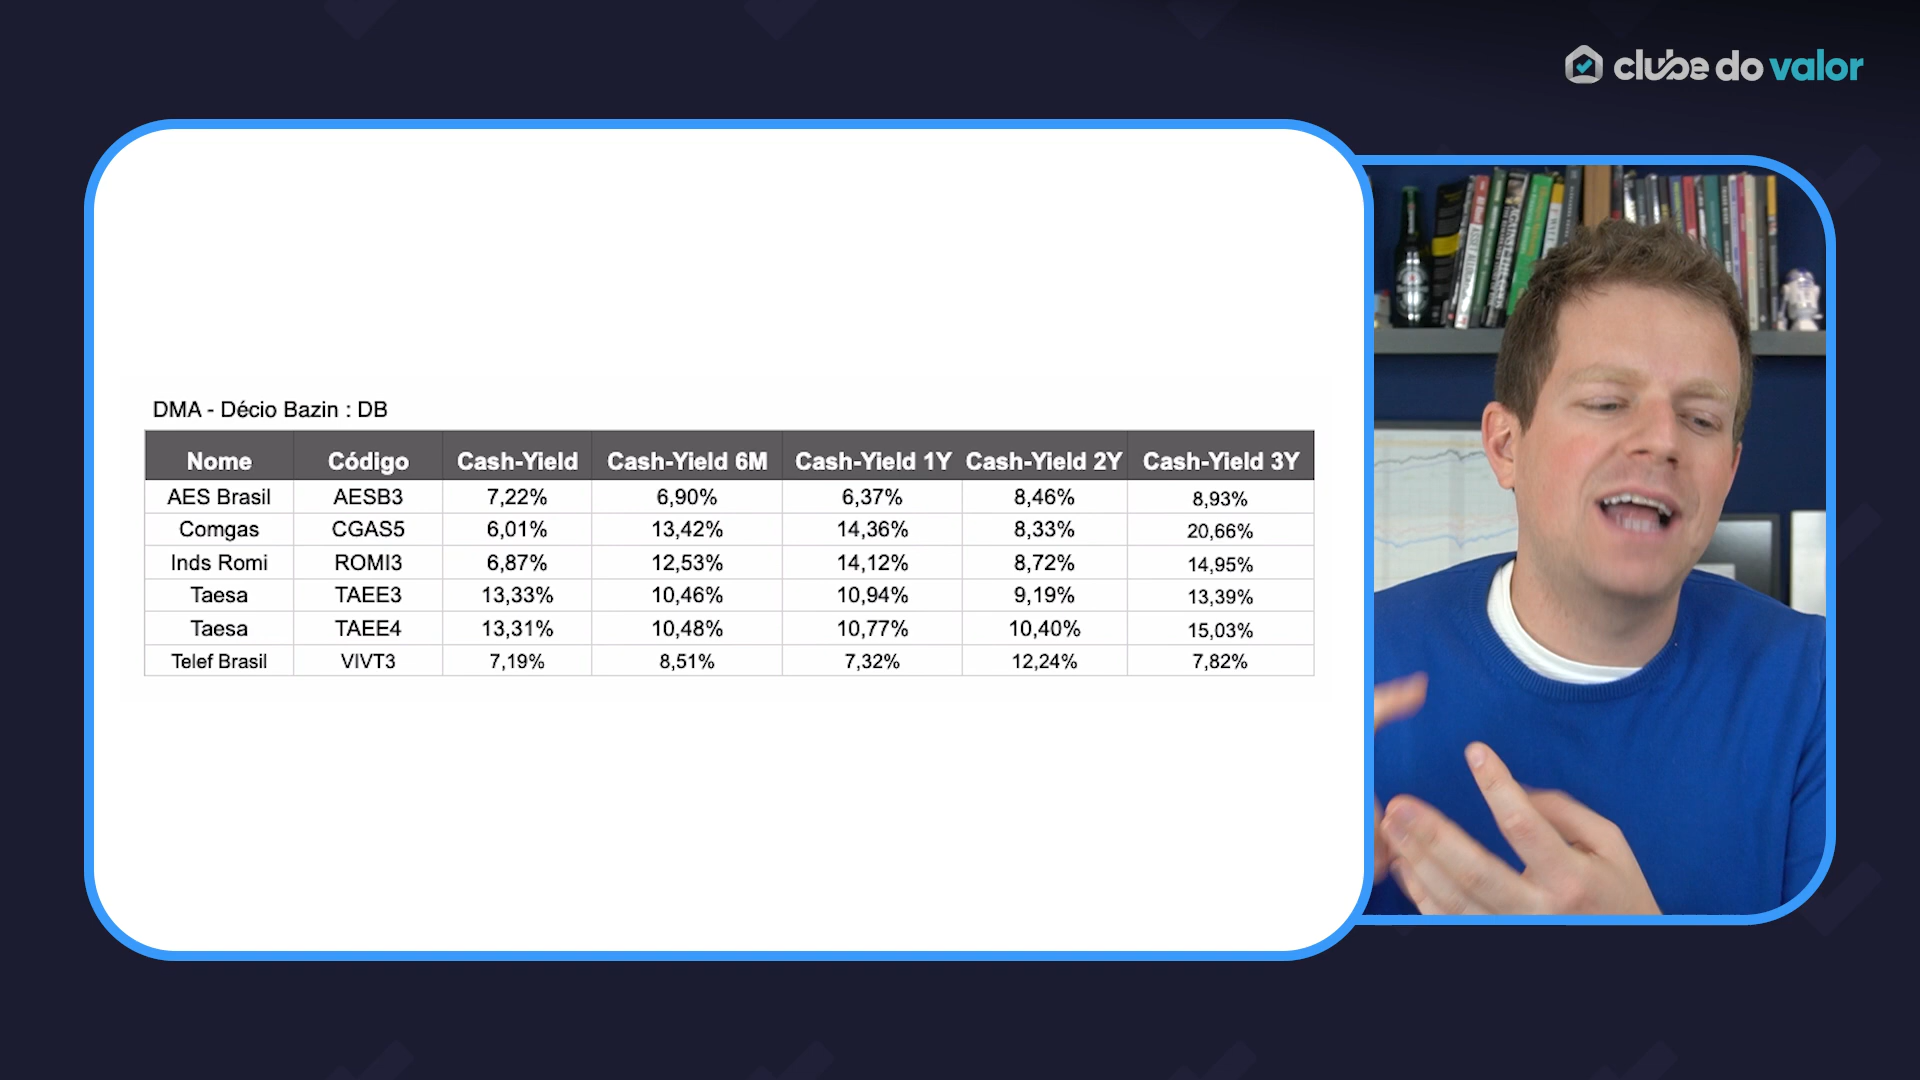 clube do valor
DMA - Décio Bazin : DB
Nome Código Cash-Yield Cash-Yield 6M Cash-Yield 1Y Cash-Yield 2Y Cash-Yield 3Y
AES Brasil AESB3 7,22% 6,90% 6,37% 8,46% 8,93%
Comgas CGAS5 6,01% 13,42% 14,36% 8,33% 20,66%
Inds Romi ROMI3 6,87% 12,53% 14,12% 8,72% 14,95%
Taesa TAEE3 13,33% 10,46% 10,94% 9,19% 13,39%
Taesa TAEE4 13,31% 10,48% 10,77% 10,40% 15,03%
Telef Brasil VIVT3 7,19% 8,51% 7,32% 12,24% 7,82%